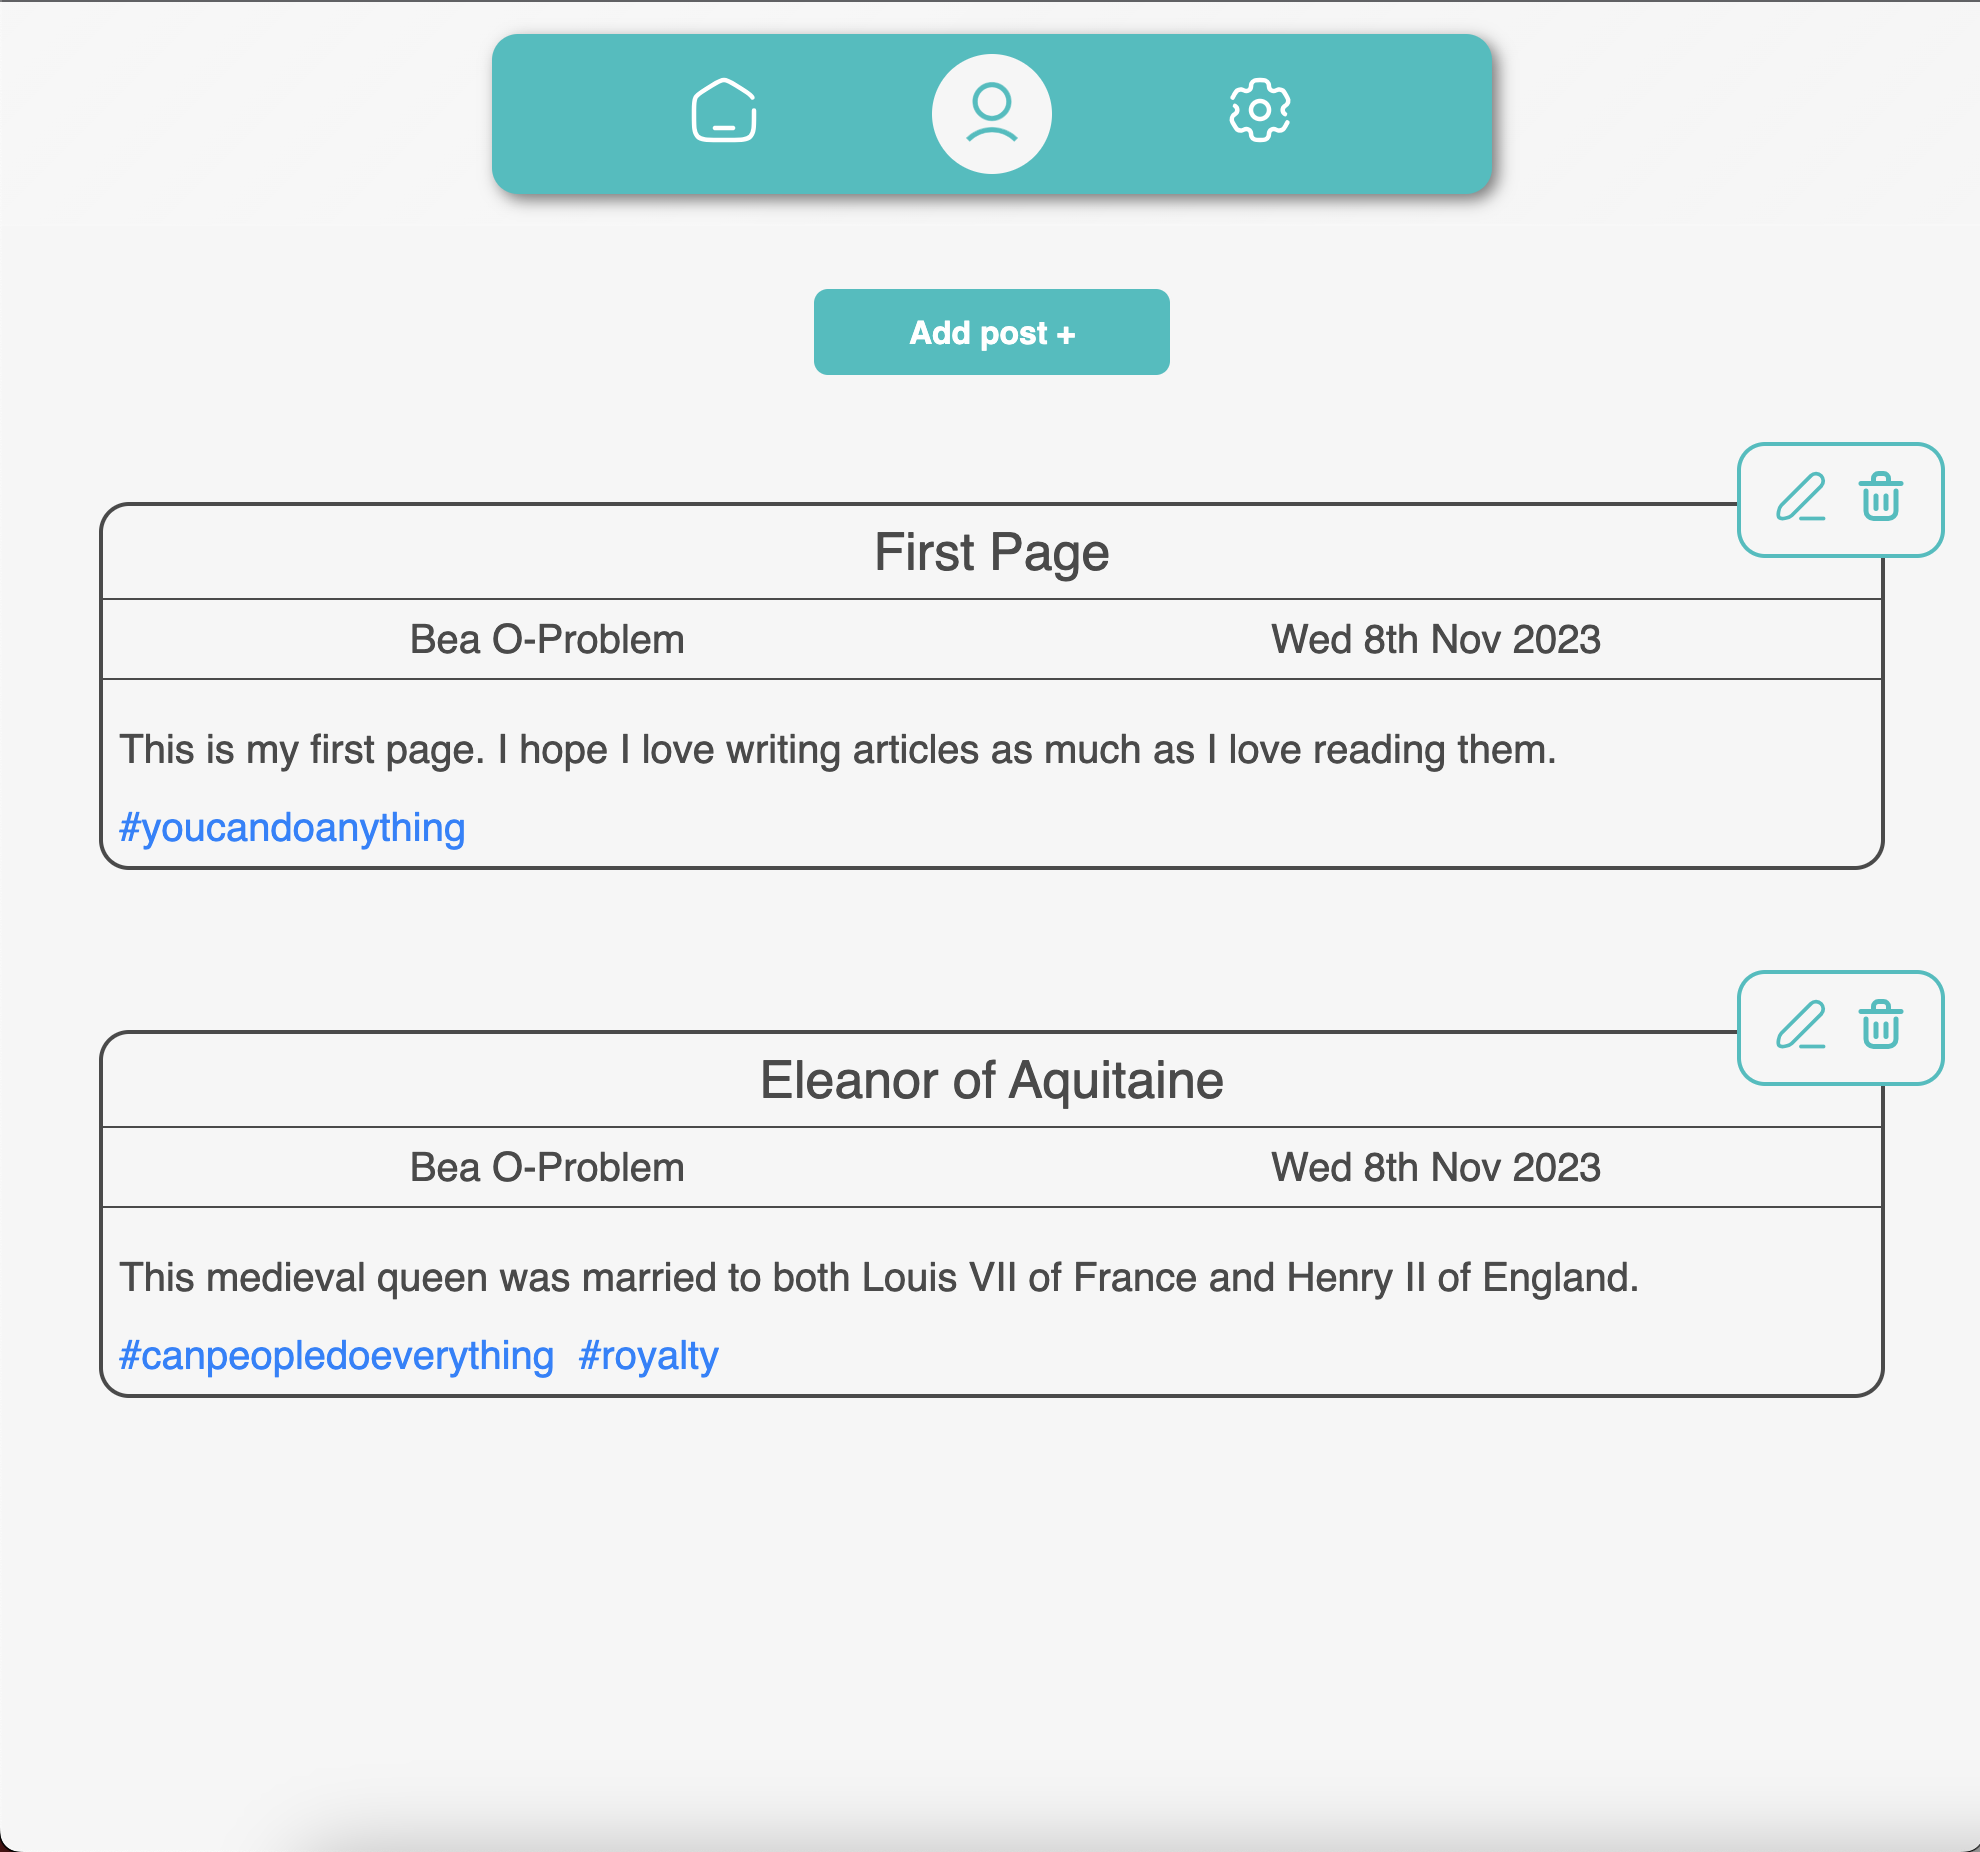 Add post +
First Page
Bea O-Problem Wed 8th Nov 2023
This is my first page. I hope I love writing articles as much as I love reading them.
#youcandoanything
Eleanor of Aquitaine
Bea O-Problem Wed 8th Nov 2023
This medieval queen was married to both Louis VII of France and Henry II of England.
#canpeopledoeverything #royalty